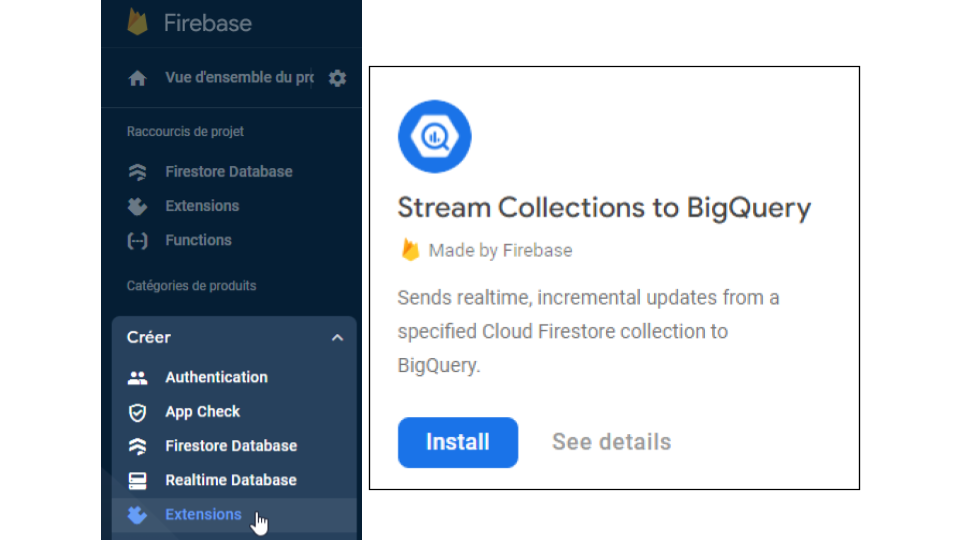 Firebase
Vue d'ensemble du pro
Raccourcis de projet
Firestore Database
Extensions
Functions
Catégories de produits
Créer
Authentication
App Check
Firestore Database
Realtime Database
Extensions
Stream Collections to BigQuery
Made by Firebase
Sends realtime, incremental updates from a
specified Cloud Firestore collection to
BigQuery.
Install
See details